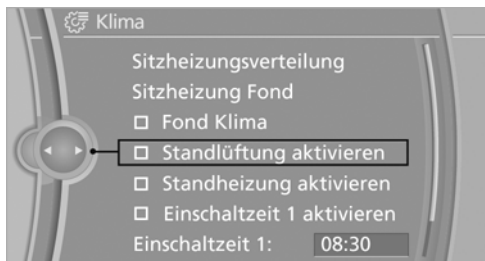 Klima
Sitzheizungsverteilung
Sitzheizung Fond
Fond Klima
Standlüftung aktivieren
Standheizung aktivieren
Einschaltzeit 1 aktivieren
Einschaltzeit 1: 08:30